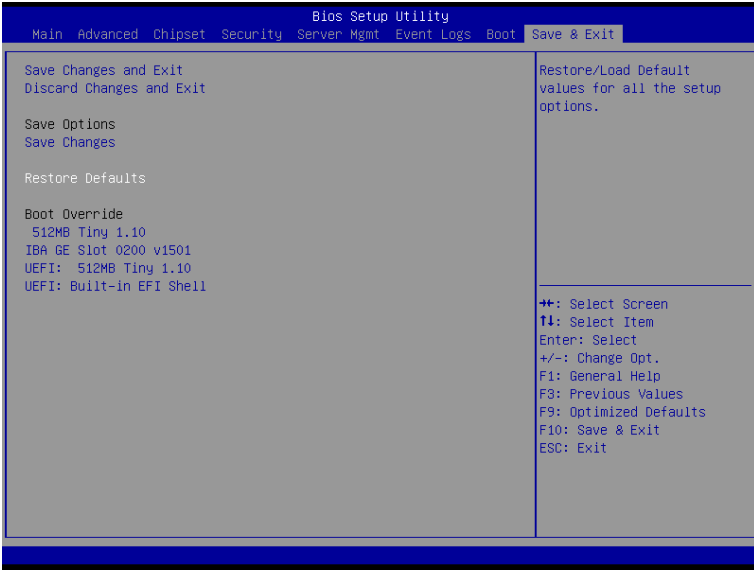 Bios Setup Utility
Main Advanced Chipset Security Server Mgmt Event Logs Boot Save & Exit
Save Changes and Exit
Discard Changes and Exit
Save Options
Save Changes
Restore Defaults
Boot Override
512MB Tiny 1.10
IBA GE Slot 0200 v1501
UEFI: 512MB Tiny 1.10
UEFI: Built-in EFI Shell
Restore/Load Default
values for all the setup
options.
→←: Select Screen
↑↓: Select Item
Enter: Select
+/-: Change Opt.
F1: General Help
F3: Previous Values
F9: Optimized Defaults
F10: Save & Exit
ESC: Exit